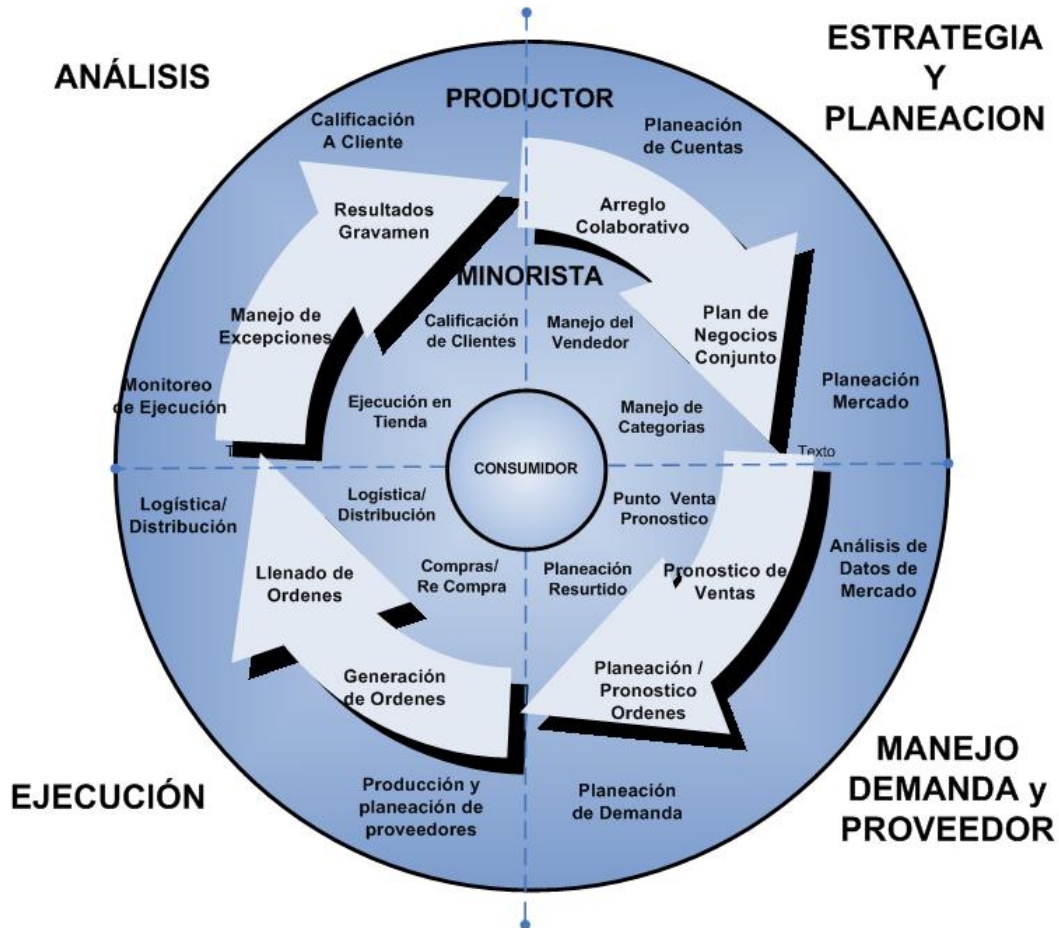 ANÁLISIS
ESTRATEGIA
Y
PLANEACION
PRODUCTOR
Calificación
A Cliente
Planeación
de Cuentas
Resultados
Gravamen
Arreglo
Colaborativo
MINORISTA
Manejo de
Excepciones
Calificación
de Clientes
Manejo del
Vendedor
Plan de
Negocios
Conjunto
Monitoreo
de Ejecución
Ejecución en
Tienda
Manejo de
Categorias
Planeación
Mercado
Texto
CONSUMIDOR
Logística/
Distribución
Logística/
Distribución
Punto Venta
Pronostico
Análisis de
Datos de
Mercado
Llenado de
Ordenes
Compras/
Re Compra
Planeación
Resurtido
Pronostico de
Ventas
Generación
de Ordenes
Planeación /
Pronostico
Ordenes
EJECUCIÓN
Producción y
planeación de
proveedores
Planeación
de Demanda
MANEJO
DEMANDA y
PROVEEDOR